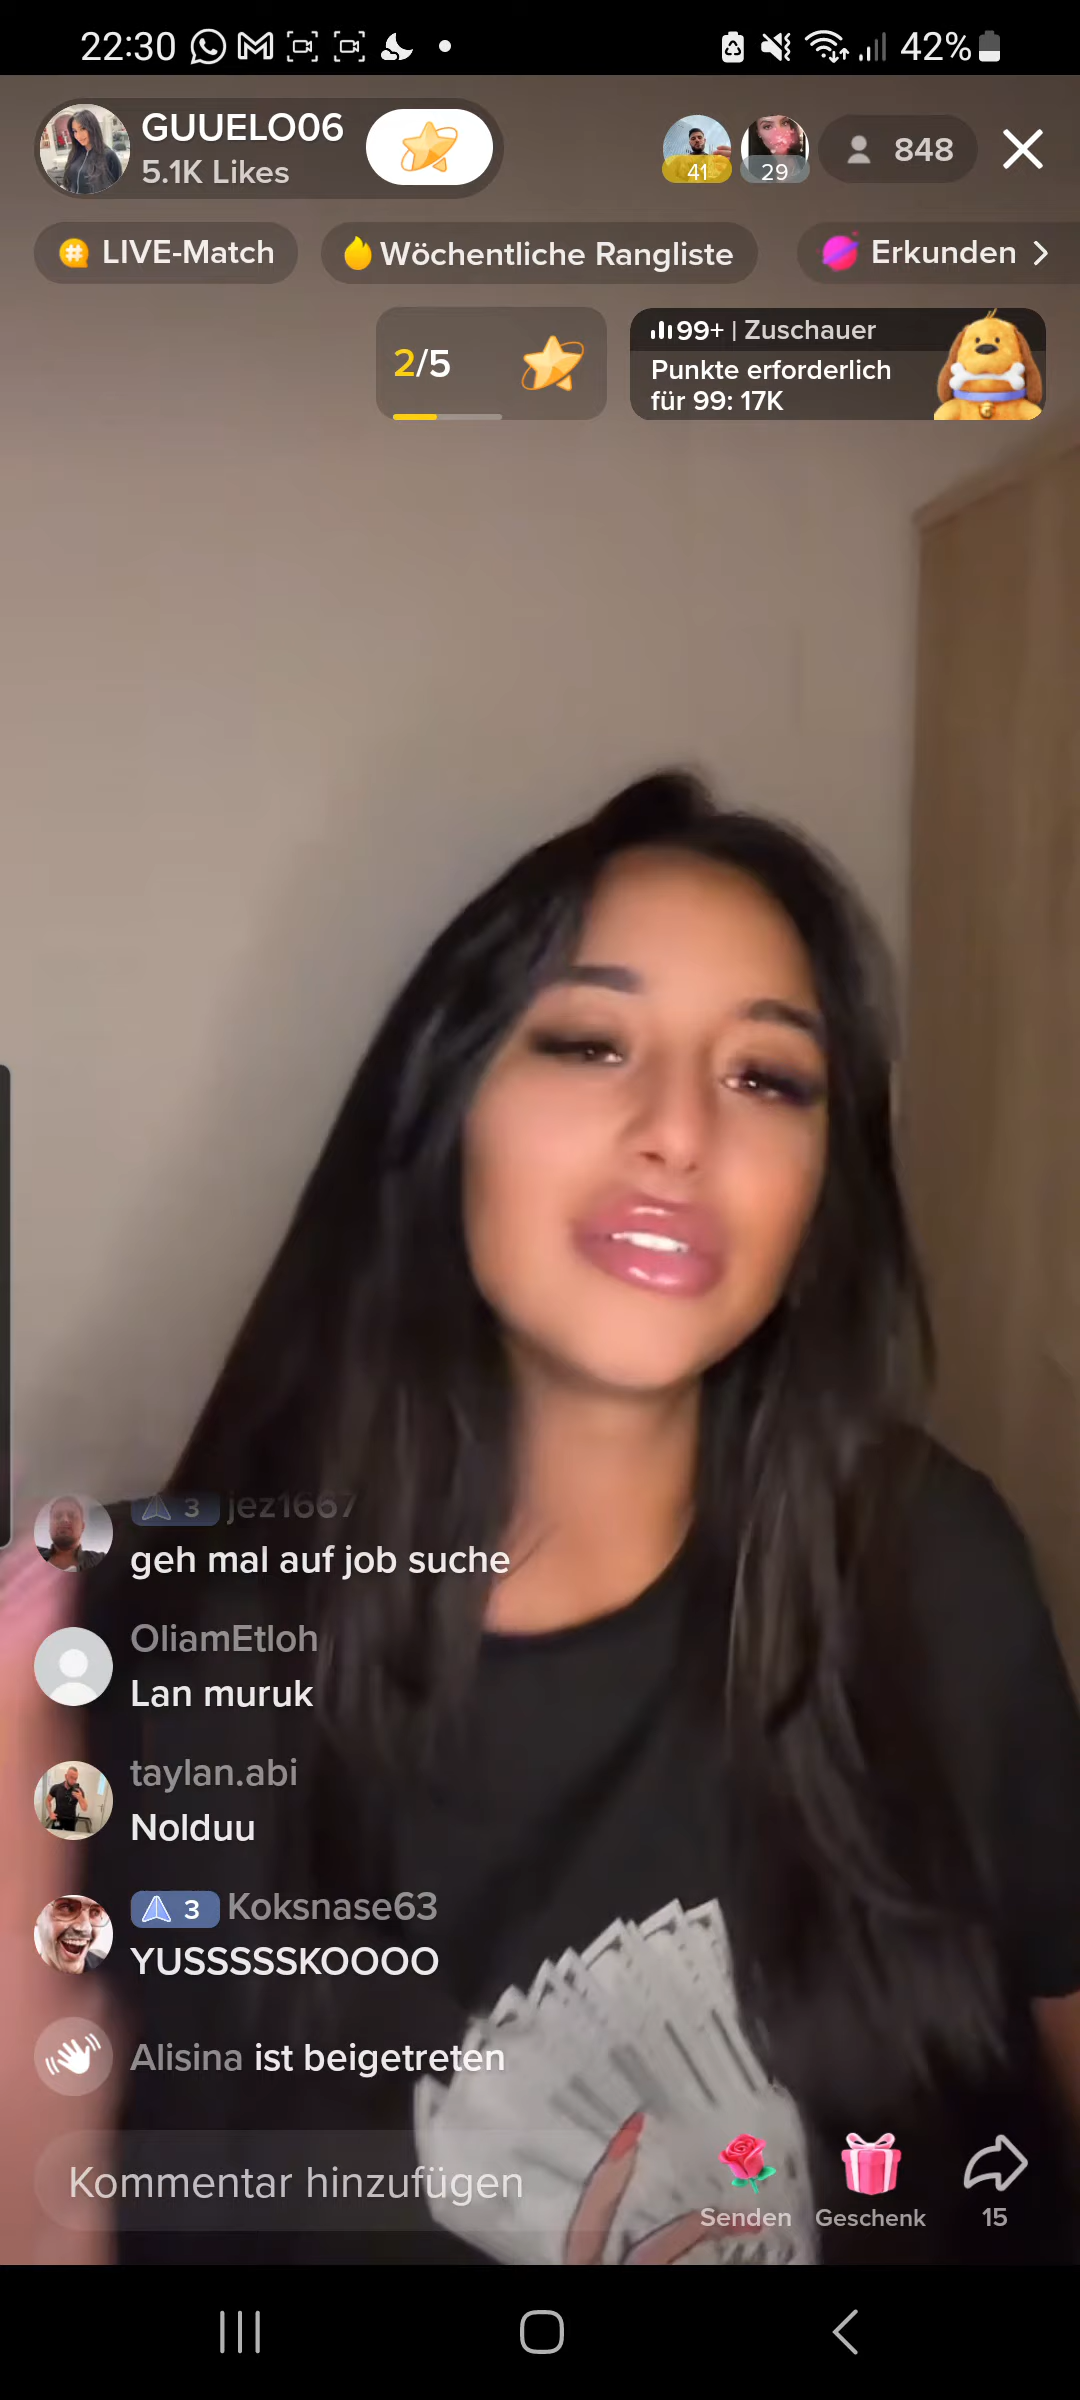 22:30
42%
GUUELO06
5.1K Likes
41
29
848
LIVE-Match
Wöchentliche Rangliste
Erkunden
2/5
99+ | Zuschauer
Punkte erforderlich
für 99: 17K
3 jez1667
geh mal auf job suche
OliamEtloh
Lan muruk
taylan.abi
Nolduu
3 Koksnase63
YUSSSSSKOOOO
Alisina ist beigetreten
Kommentar hinzufügen
Senden
Geschenk
15